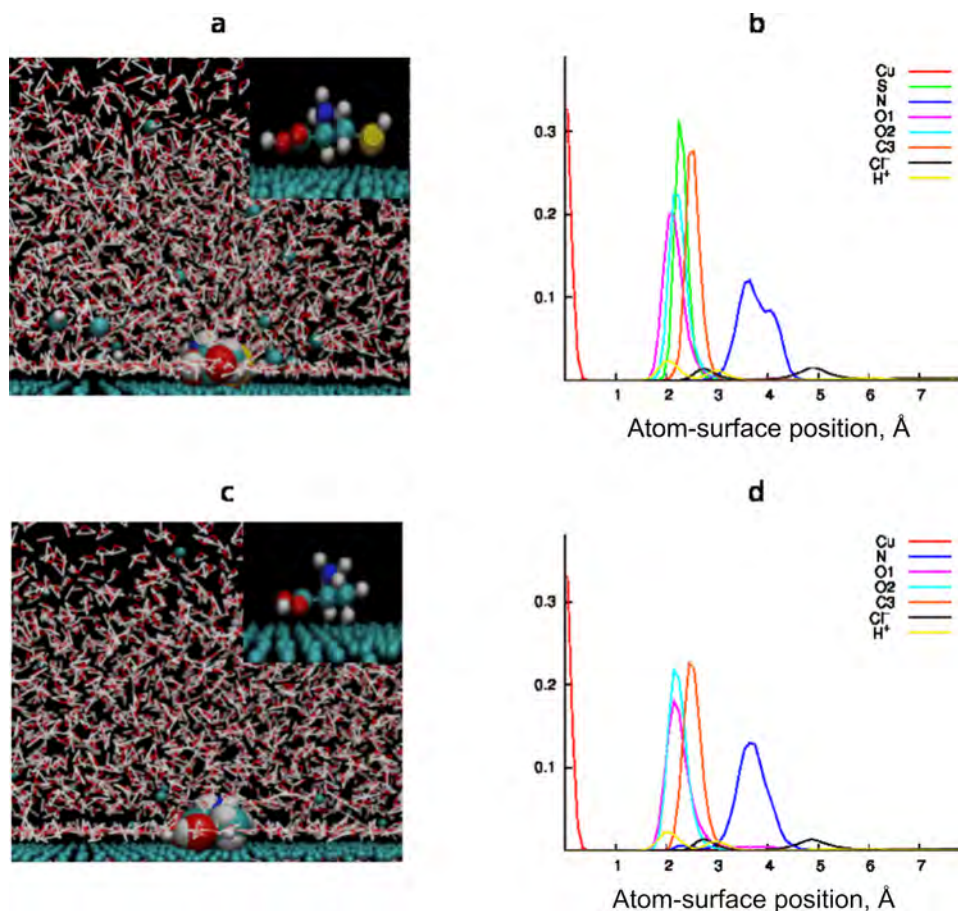 a
b
Cu
S
N
O1
O2
C3
Cl⁻
H⁺
0.3
0.2
0.1
1 2 3 4 5 6 7
Atom-surface position, Å
c
d
Cu
N
O1
O2
C3
Cl⁻
H⁺
0.3
0.2
0.1
1 2 3 4 5 6 7
Atom-surface position, Å